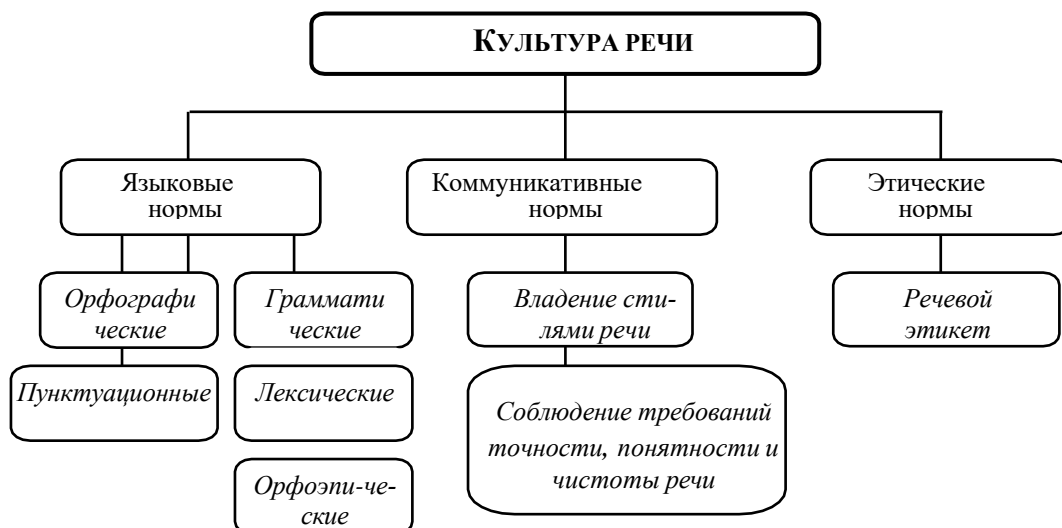 КУЛЬТУРА РЕЧИ
Языковые
нормы
Коммуникативные
нормы
Этические
нормы
Орфографи
ческие
Граммати
ческие
Владение сти-
лями речи
Речевой
этикет
Пунктуационные
Лексические
Соблюдение требований
точности, понятности и
чистоты речи
Орфоэпи-че-
ские